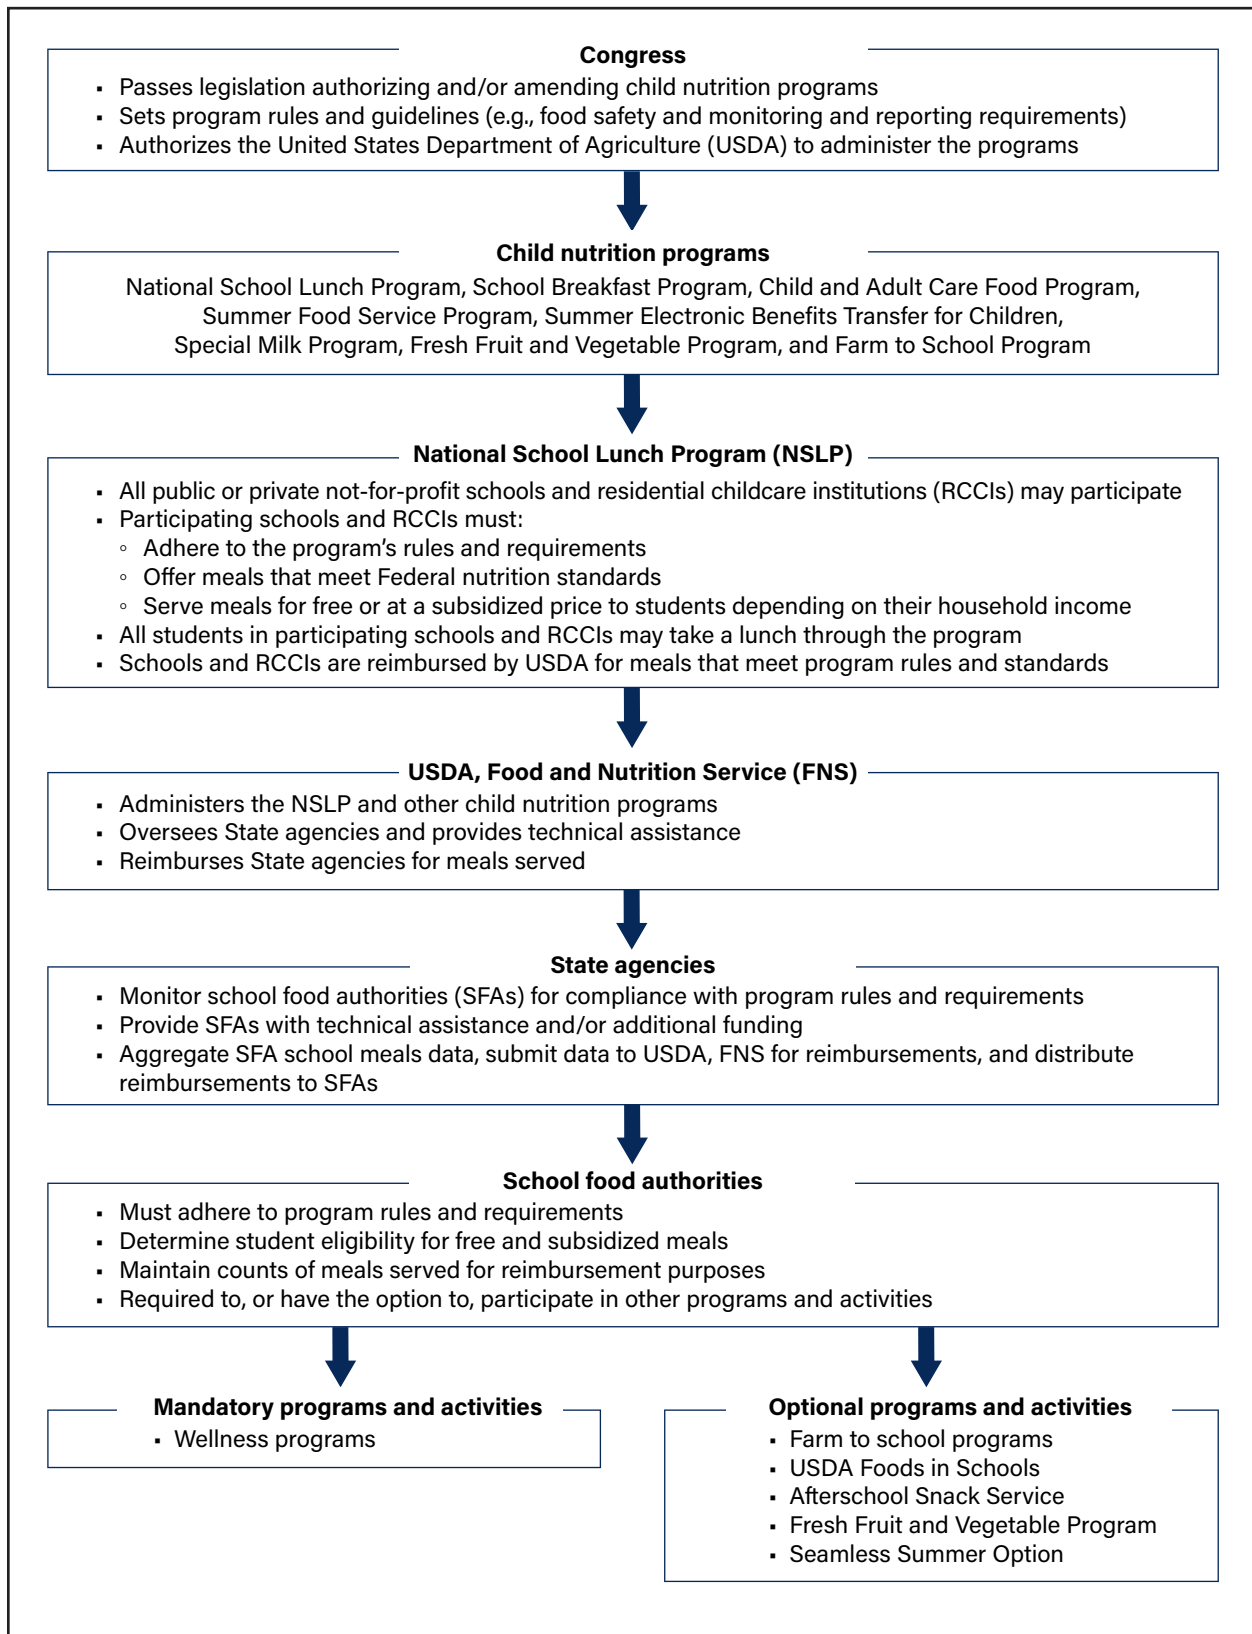 Congress
▪ Passes legislation authorizing and/or amending child nutrition programs
▪ Sets program rules and guidelines (e.g., food safety and monitoring and reporting requirements)
▪ Authorizes the United States Department of Agriculture (USDA) to administer the programs
Child nutrition programs
National School Lunch Program, School Breakfast Program, Child and Adult Care Food Program,
Summer Food Service Program, Summer Electronic Benefits Transfer for Children,
Special Milk Program, Fresh Fruit and Vegetable Program, and Farm to School Program
National School Lunch Program (NSLP)
▪ All public or private not-for-profit schools and residential childcare institutions (RCCIs) may participate
▪ Participating schools and RCCIs must:
◦ Adhere to the program's rules and requirements
◦ Offer meals that meet Federal nutrition standards
◦ Serve meals for free or at a subsidized price to students depending on their household income
▪ All students in participating schools and RCCIs may take a lunch through the program
▪ Schools and RCCIs are reimbursed by USDA for meals that meet program rules and standards
USDA, Food and Nutrition Service (FNS)
▪ Administers the NSLP and other child nutrition programs
▪ Oversees State agencies and provides technical assistance
▪ Reimburses State agencies for meals served
State agencies
▪ Monitor school food authorities (SFAs) for compliance with program rules and requirements
▪ Provide SFAs with technical assistance and/or additional funding
▪ Aggregate SFA school meals data, submit data to USDA, FNS for reimbursements, and distribute
reimbursements to SFAs
School food authorities
▪ Must adhere to program rules and requirements
▪ Determine student eligibility for free and subsidized meals
▪ Maintain counts of meals served for reimbursement purposes
▪ Required to, or have the option to, participate in other programs and activities
Mandatory programs and activities
▪ Wellness programs
Optional programs and activities
▪ Farm to school programs
▪ USDA Foods in Schools
▪ Afterschool Snack Service
▪ Fresh Fruit and Vegetable Program
▪ Seamless Summer Option